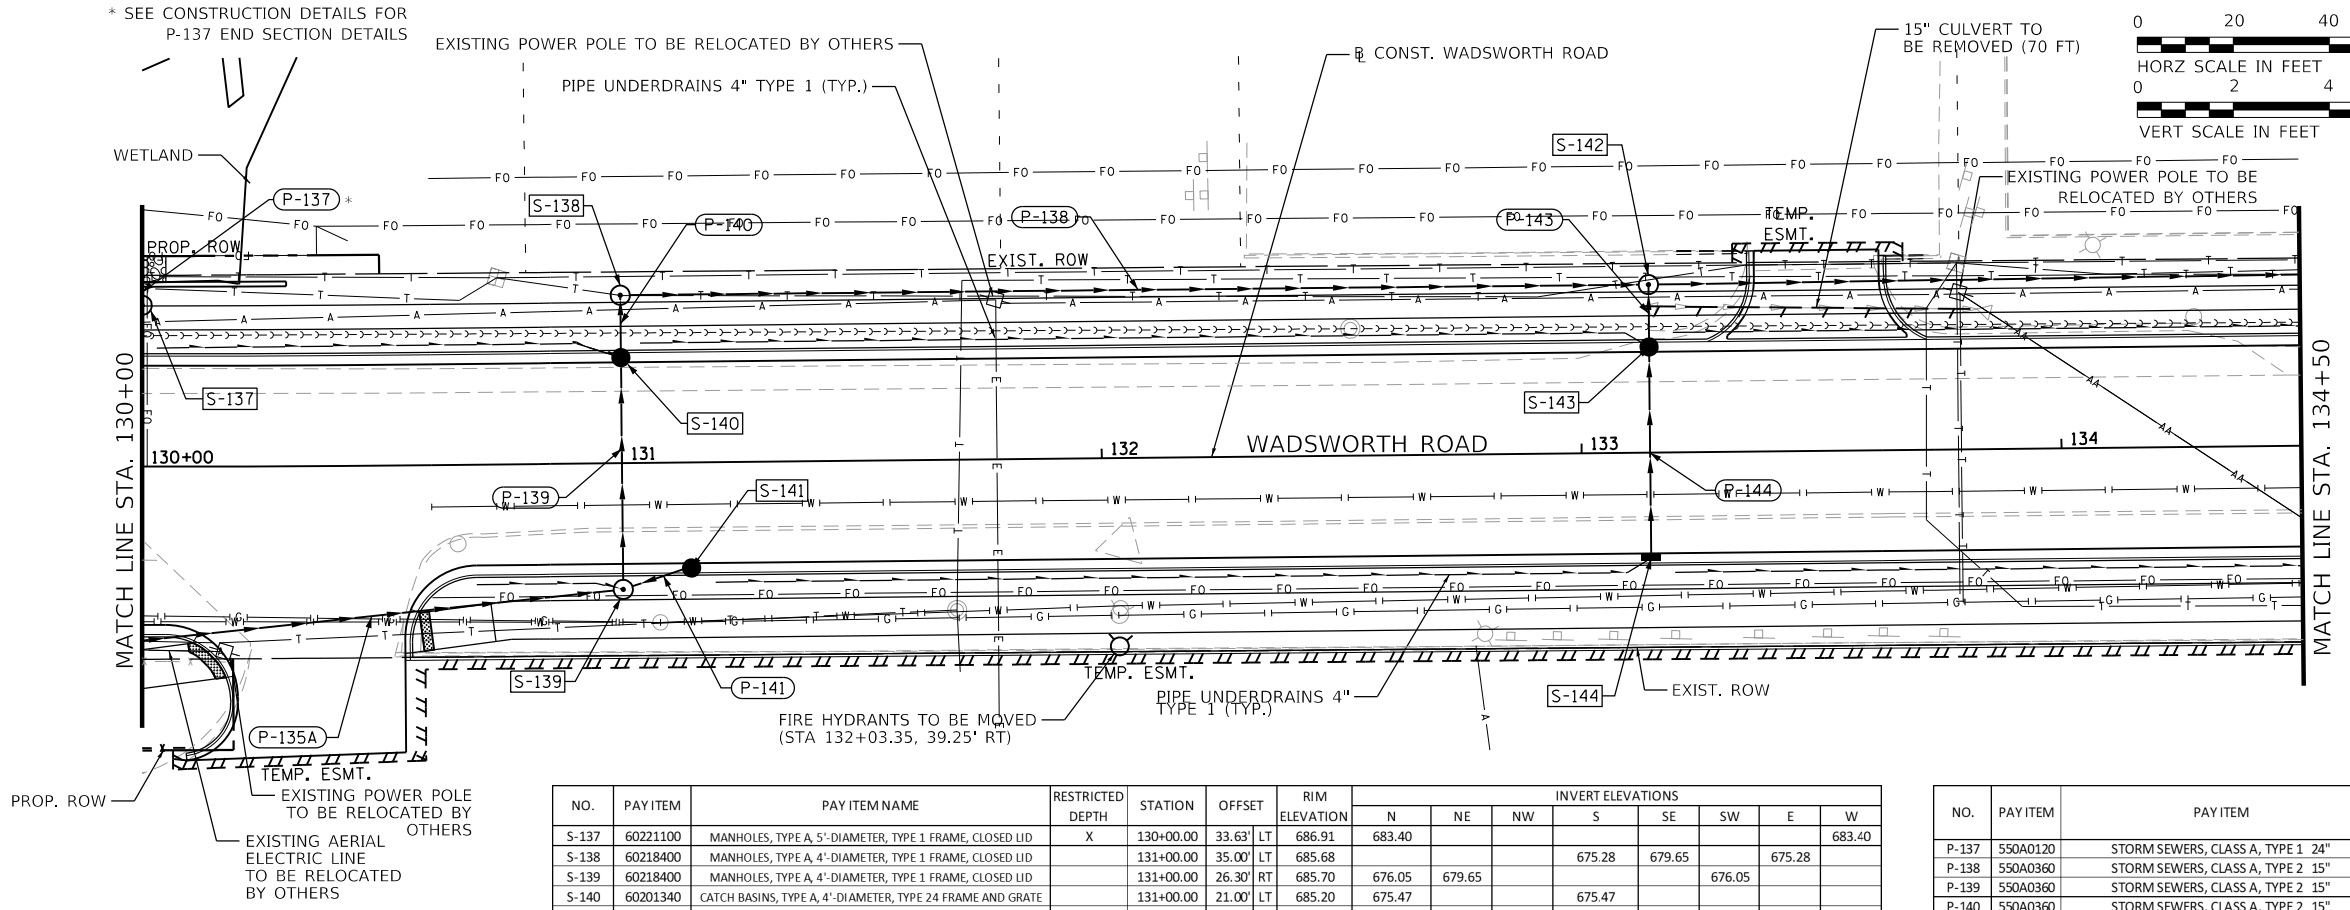 * SEE CONSTRUCTION DETAILS FOR
P-137 END SECTION DETAILS
EXISTING POWER POLE TO BE RELOCATED BY OTHERS
PIPE UNDERDRAINS 4" TYPE 1 (TYP.)
℄ CONST. WADSWORTH ROAD
15" CULVERT TO
BE REMOVED (70 FT)
0 20 40
HORZ SCALE IN FEET
0 2 4
VERT SCALE IN FEET
WETLAND
P-137 *
S-138
P-140
P-138
S-142
P-143
TEMP.
ESMT.
EXISTING POWER POLE TO BE
RELOCATED BY OTHERS
PROP. ROW
EXIST. ROW
S-137
S-140
S-143
MATCH LINE STA. 130+00
MATCH LINE STA. 134+50
130+00
131
132
WADSWORTH ROAD
133
134
P-139
S-141
P-144
S-139
P-141
P-135A
TEMP. ESMT.
PIPE UNDERDRAINS 4"
TYPE 1 (TYP.)
S-144
EXIST. ROW
FIRE HYDRANTS TO BE MOVED
(STA 132+03.35, 39.25' RT)
TEMP. ESMT.
PROP. ROW
EXISTING POWER POLE
TO BE RELOCATED BY
OTHERS
EXISTING AERIAL
ELECTRIC LINE
TO BE RELOCATED
BY OTHERS
NO. PAY ITEM PAY ITEM NAME RESTRICTED DEPTH STATION OFFSET RIM ELEVATION INVERT ELEVATIONS
N NE NW S SE SW E W
S-137 60221100 MANHOLES, TYPE A, 5'-DIAMETER, TYPE 1 FRAME, CLOSED LID X 130+00.00 33.63' LT 686.91 683.40 683.40
S-138 60218400 MANHOLES, TYPE A, 4'-DIAMETER, TYPE 1 FRAME, CLOSED LID 131+00.00 35.00' LT 685.68 675.28 679.65 675.28
S-139 60218400 MANHOLES, TYPE A, 4'-DIAMETER, TYPE 1 FRAME, CLOSED LID 131+00.00 26.30' RT 685.70 676.05 679.65 676.05
S-140 60201340 CATCH BASINS, TYPE A, 4'-DIAMETER, TYPE 24 FRAME AND GRATE 131+00.00 21.00' LT 685.20 675.47 675.47
NO. PAY ITEM PAY ITEM
P-137 550A0120 STORM SEWERS, CLASS A, TYPE 1 24"
P-138 550A0360 STORM SEWERS, CLASS A, TYPE 2 15"
P-139 550A0360 STORM SEWERS, CLASS A, TYPE 2 15"
P-140 550A0360 STORM SEWERS, CLASS A, TYPE 2 15"